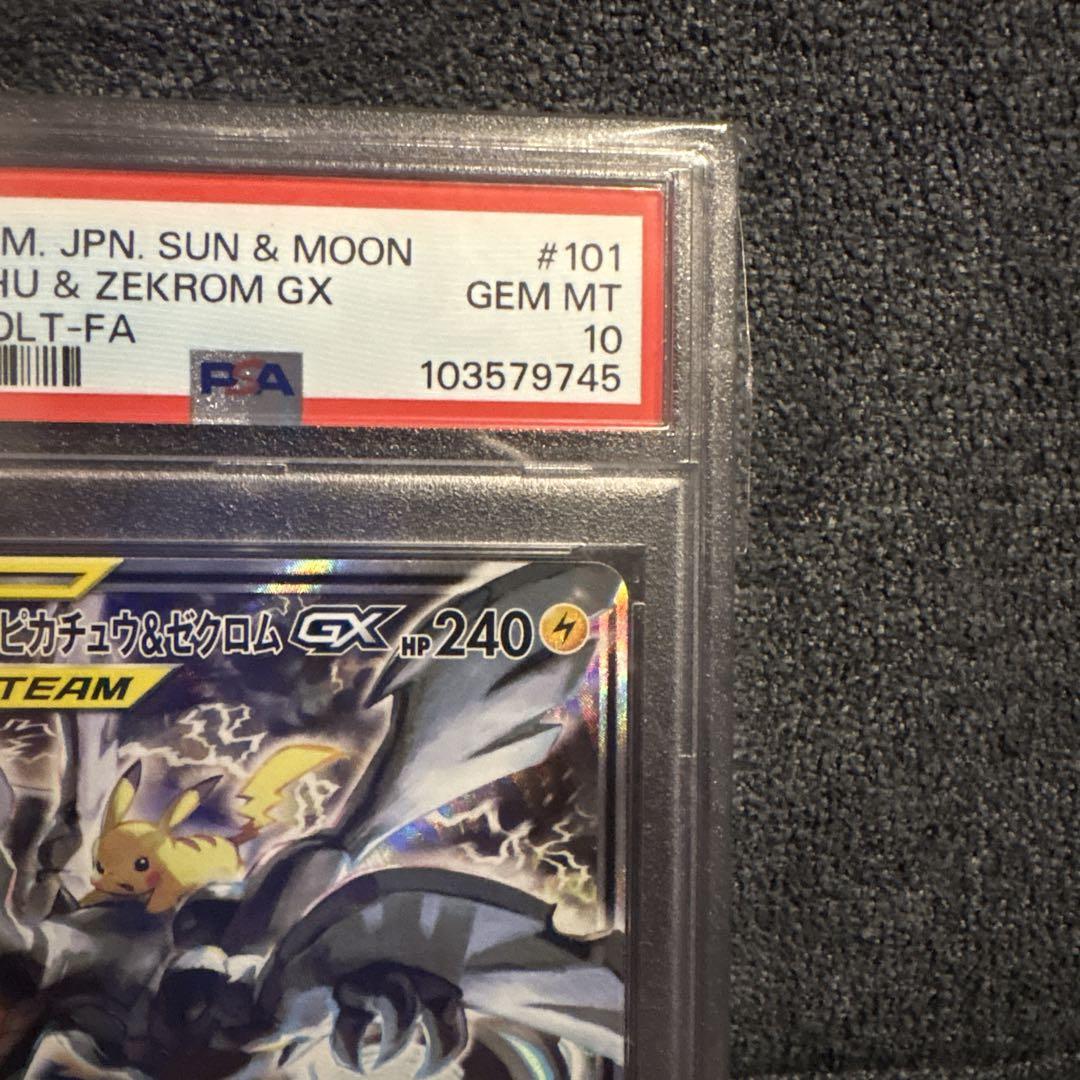 M. JPN. SUN & MOON #101
HU & ZEKROM GX GEM MT
OLT-FA 10
PSA 103579745
ピカチュウ&ゼクロム GX HP 240
TEAM